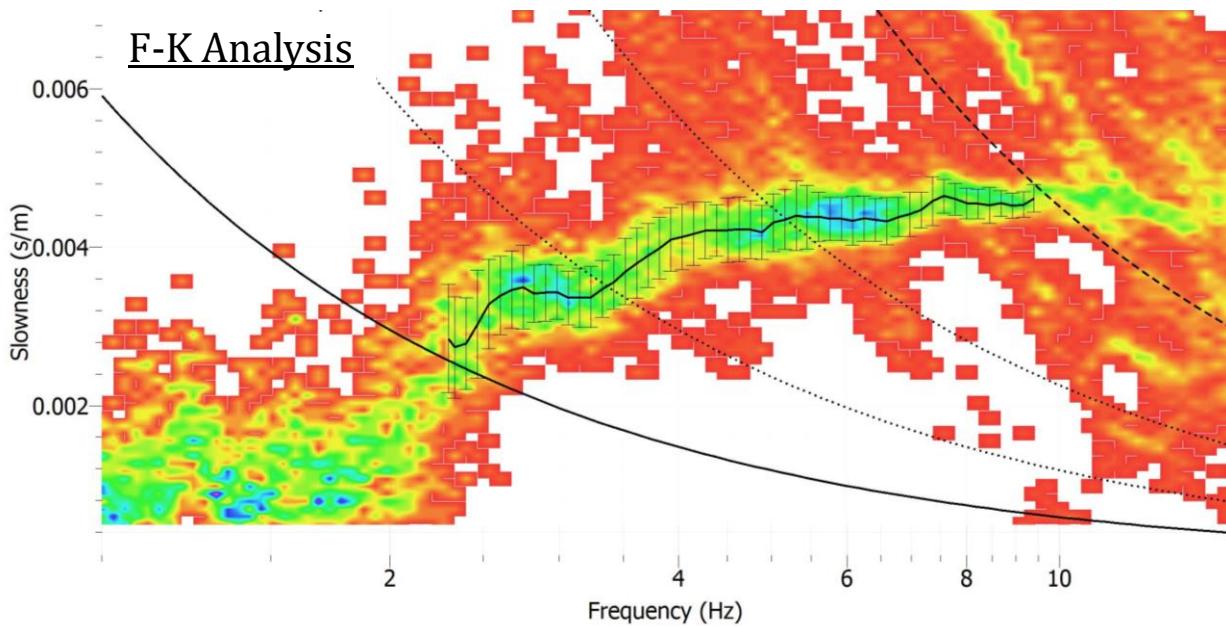 F-K Analysis
0.006
0.004
0.002
Slowness (s/m)
2 4 6 8 10
Frequency (Hz)